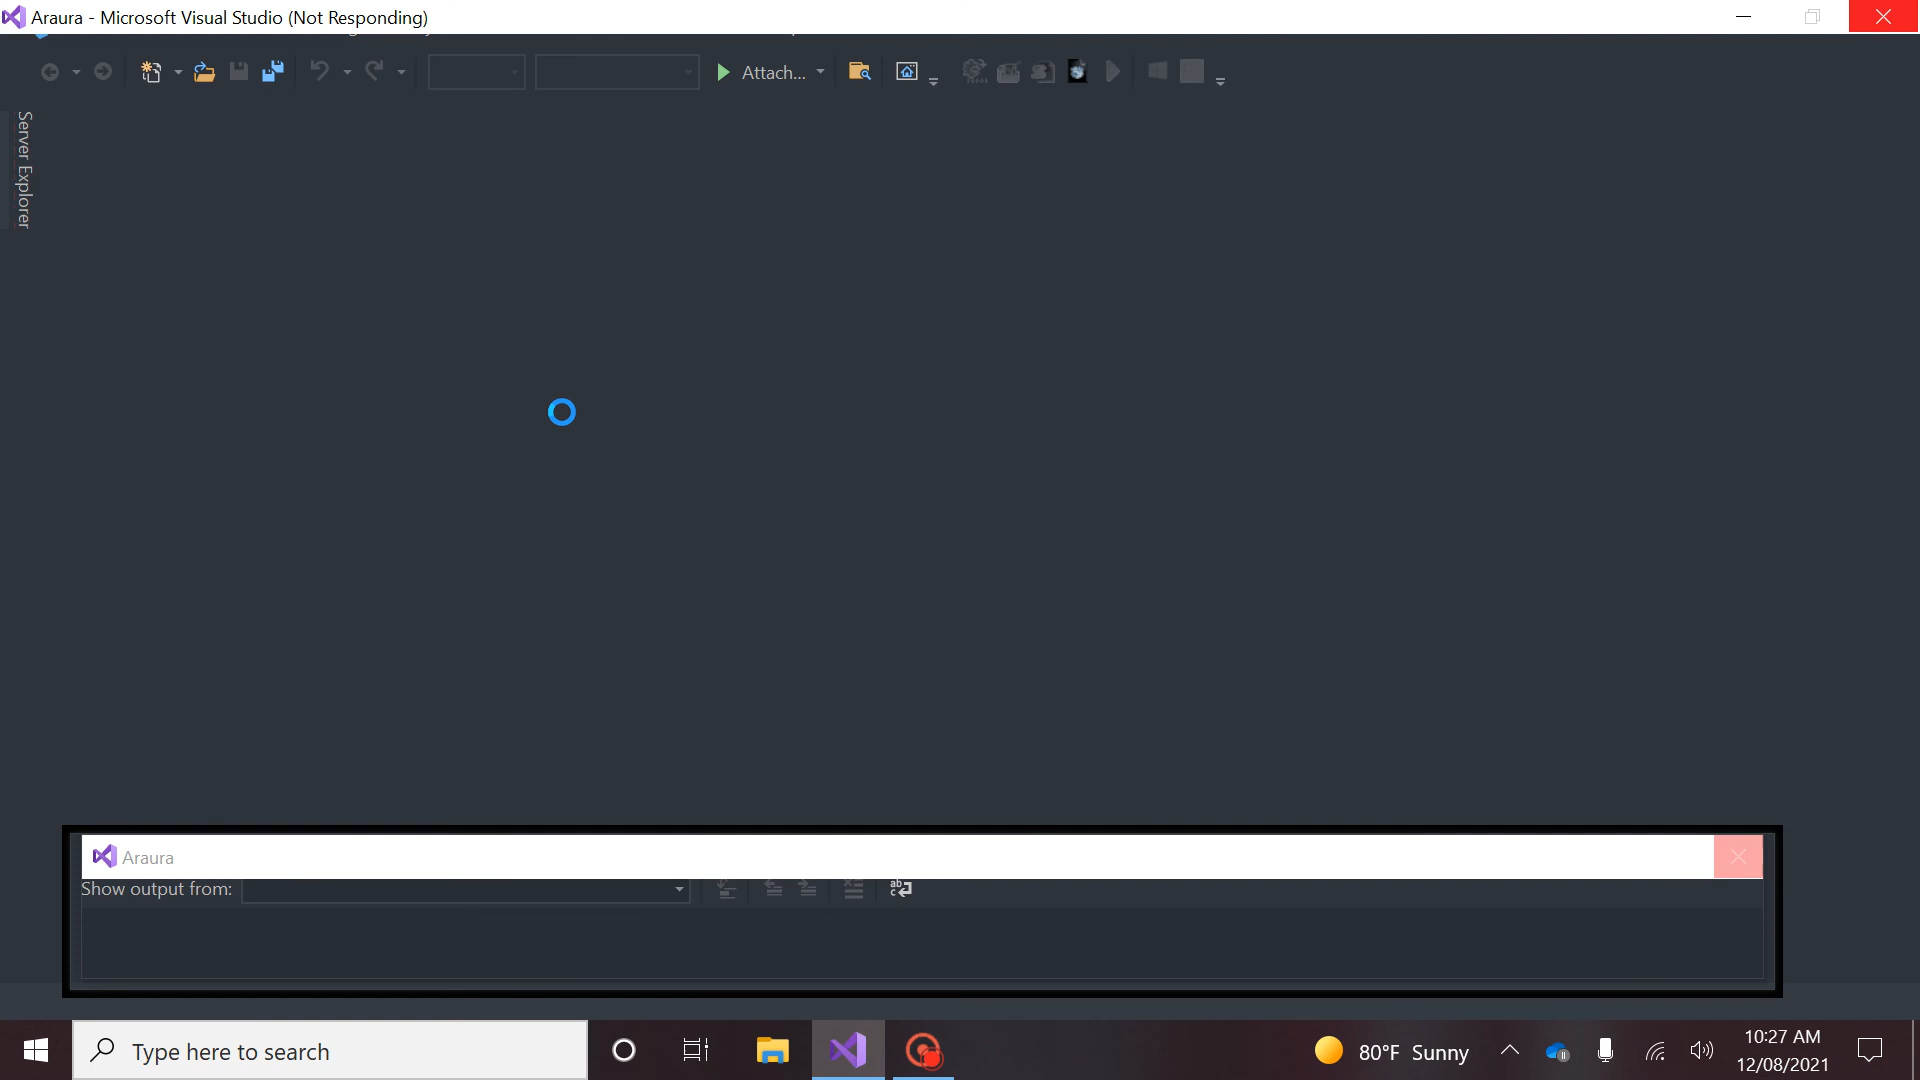 Araura - Microsoft Visual Studio (Not Responding)
Attach...
Server Explorer
Araura
Show output from:
ab
c
Type here to search
80°F Sunny
10:27 AM
12/08/2021